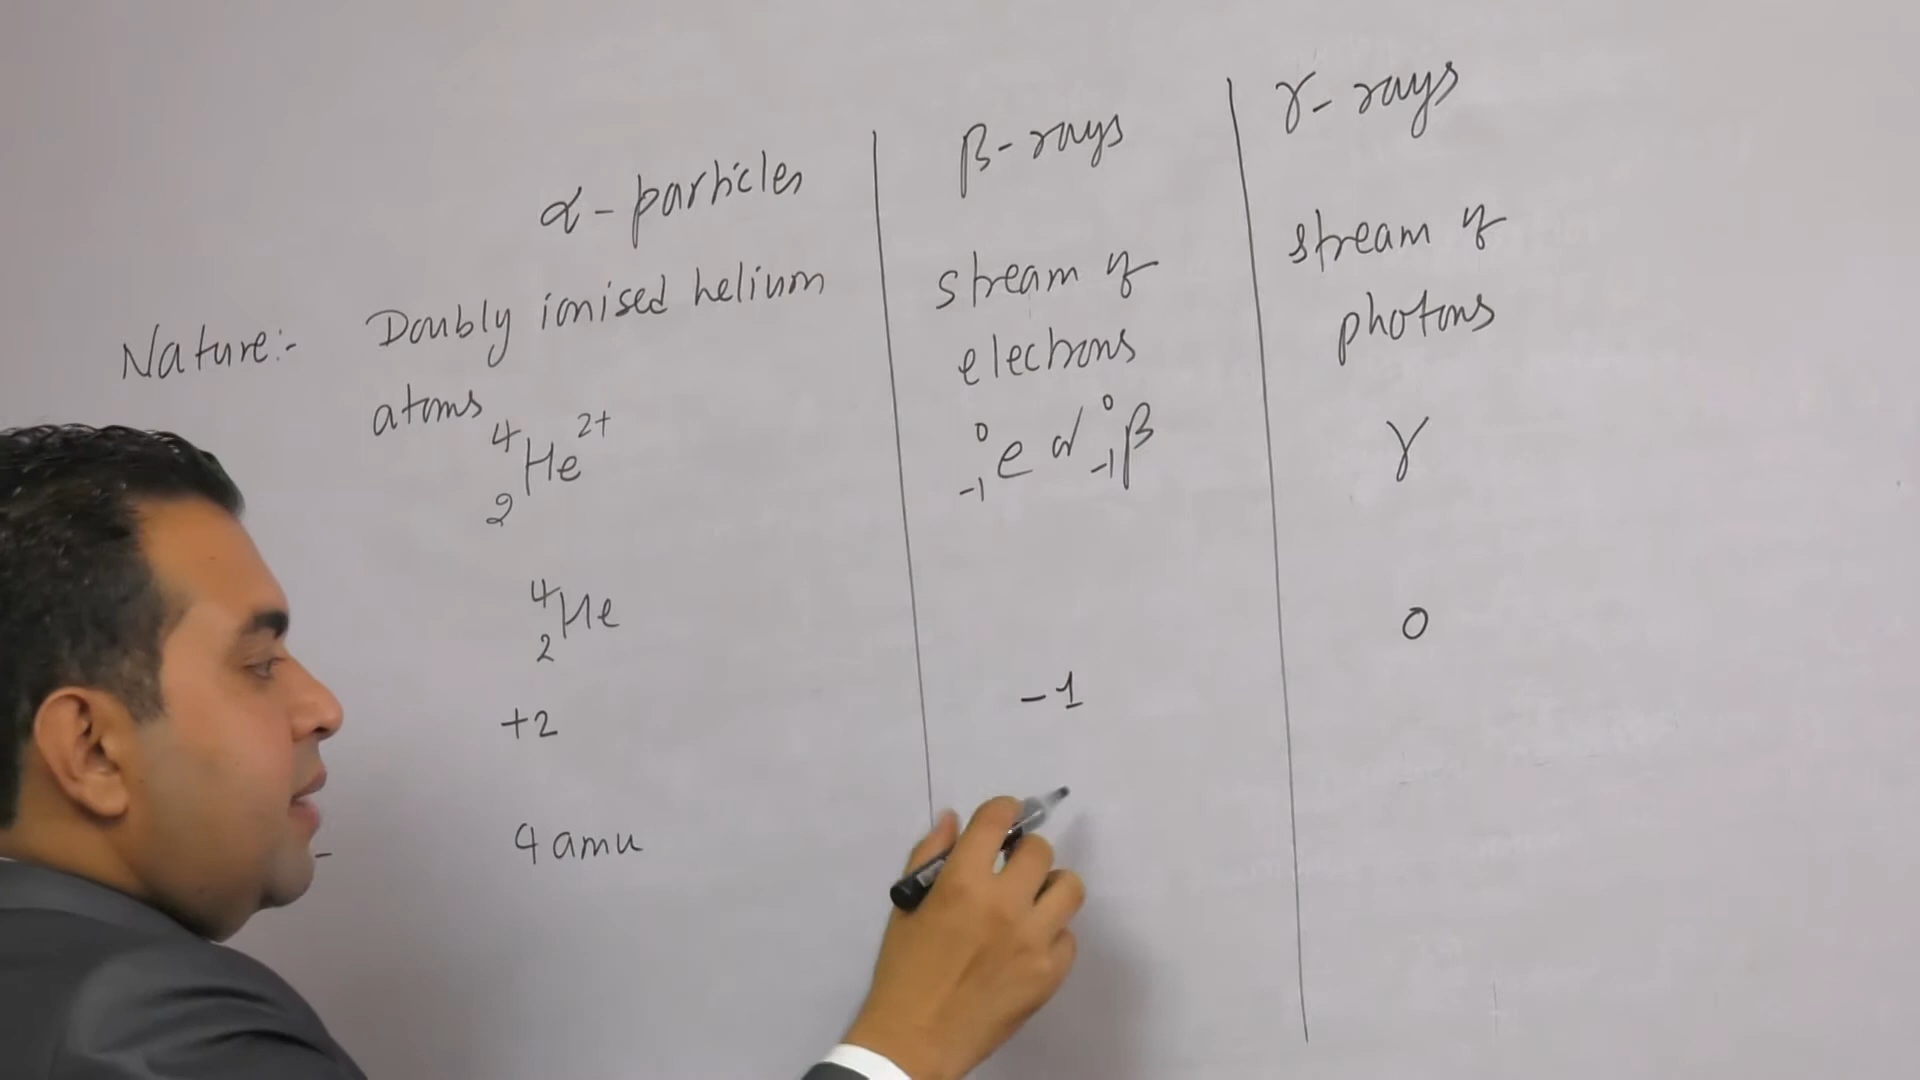 α-particles
β-rays
γ-rays
Nature:-
Doubly ionised helium
atoms
⁴₂He²⁺
stream of
electrons
⁰₋₁e or ⁰₋₁β
stream of
photons
γ
⁴₂He
+2
-1
0
-
4 amu